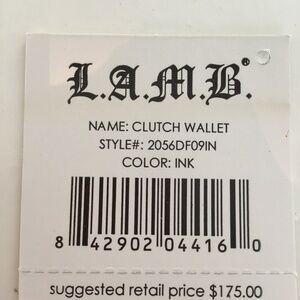 L.A.M.B.®
NAME: CLUTCH WALLET
STYLE#: 2056DF09IN
COLOR: INK
8 42902 04416 0
suggested retail price $175.00